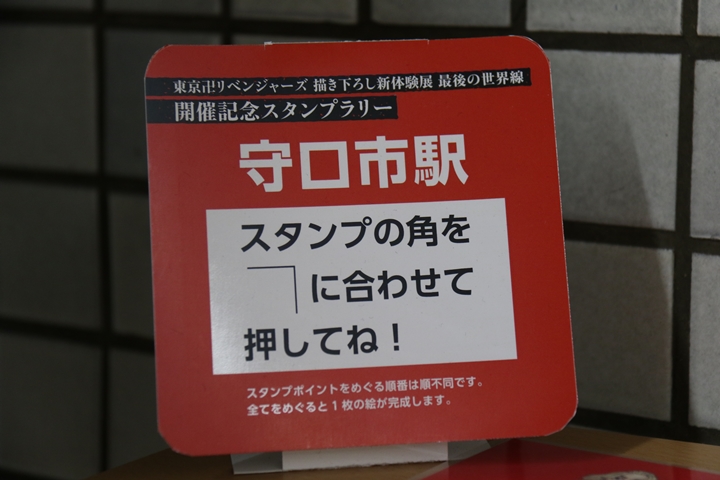 東京卍リベンジャーズ 描き下ろし新体験展 最後の世界線
開催記念スタンプラリー
守口市駅
スタンプの角を
に合わせて
押してね！
スタンプポイントをめぐる順番は順不同です。
全てをめぐると1枚の絵が完成します。